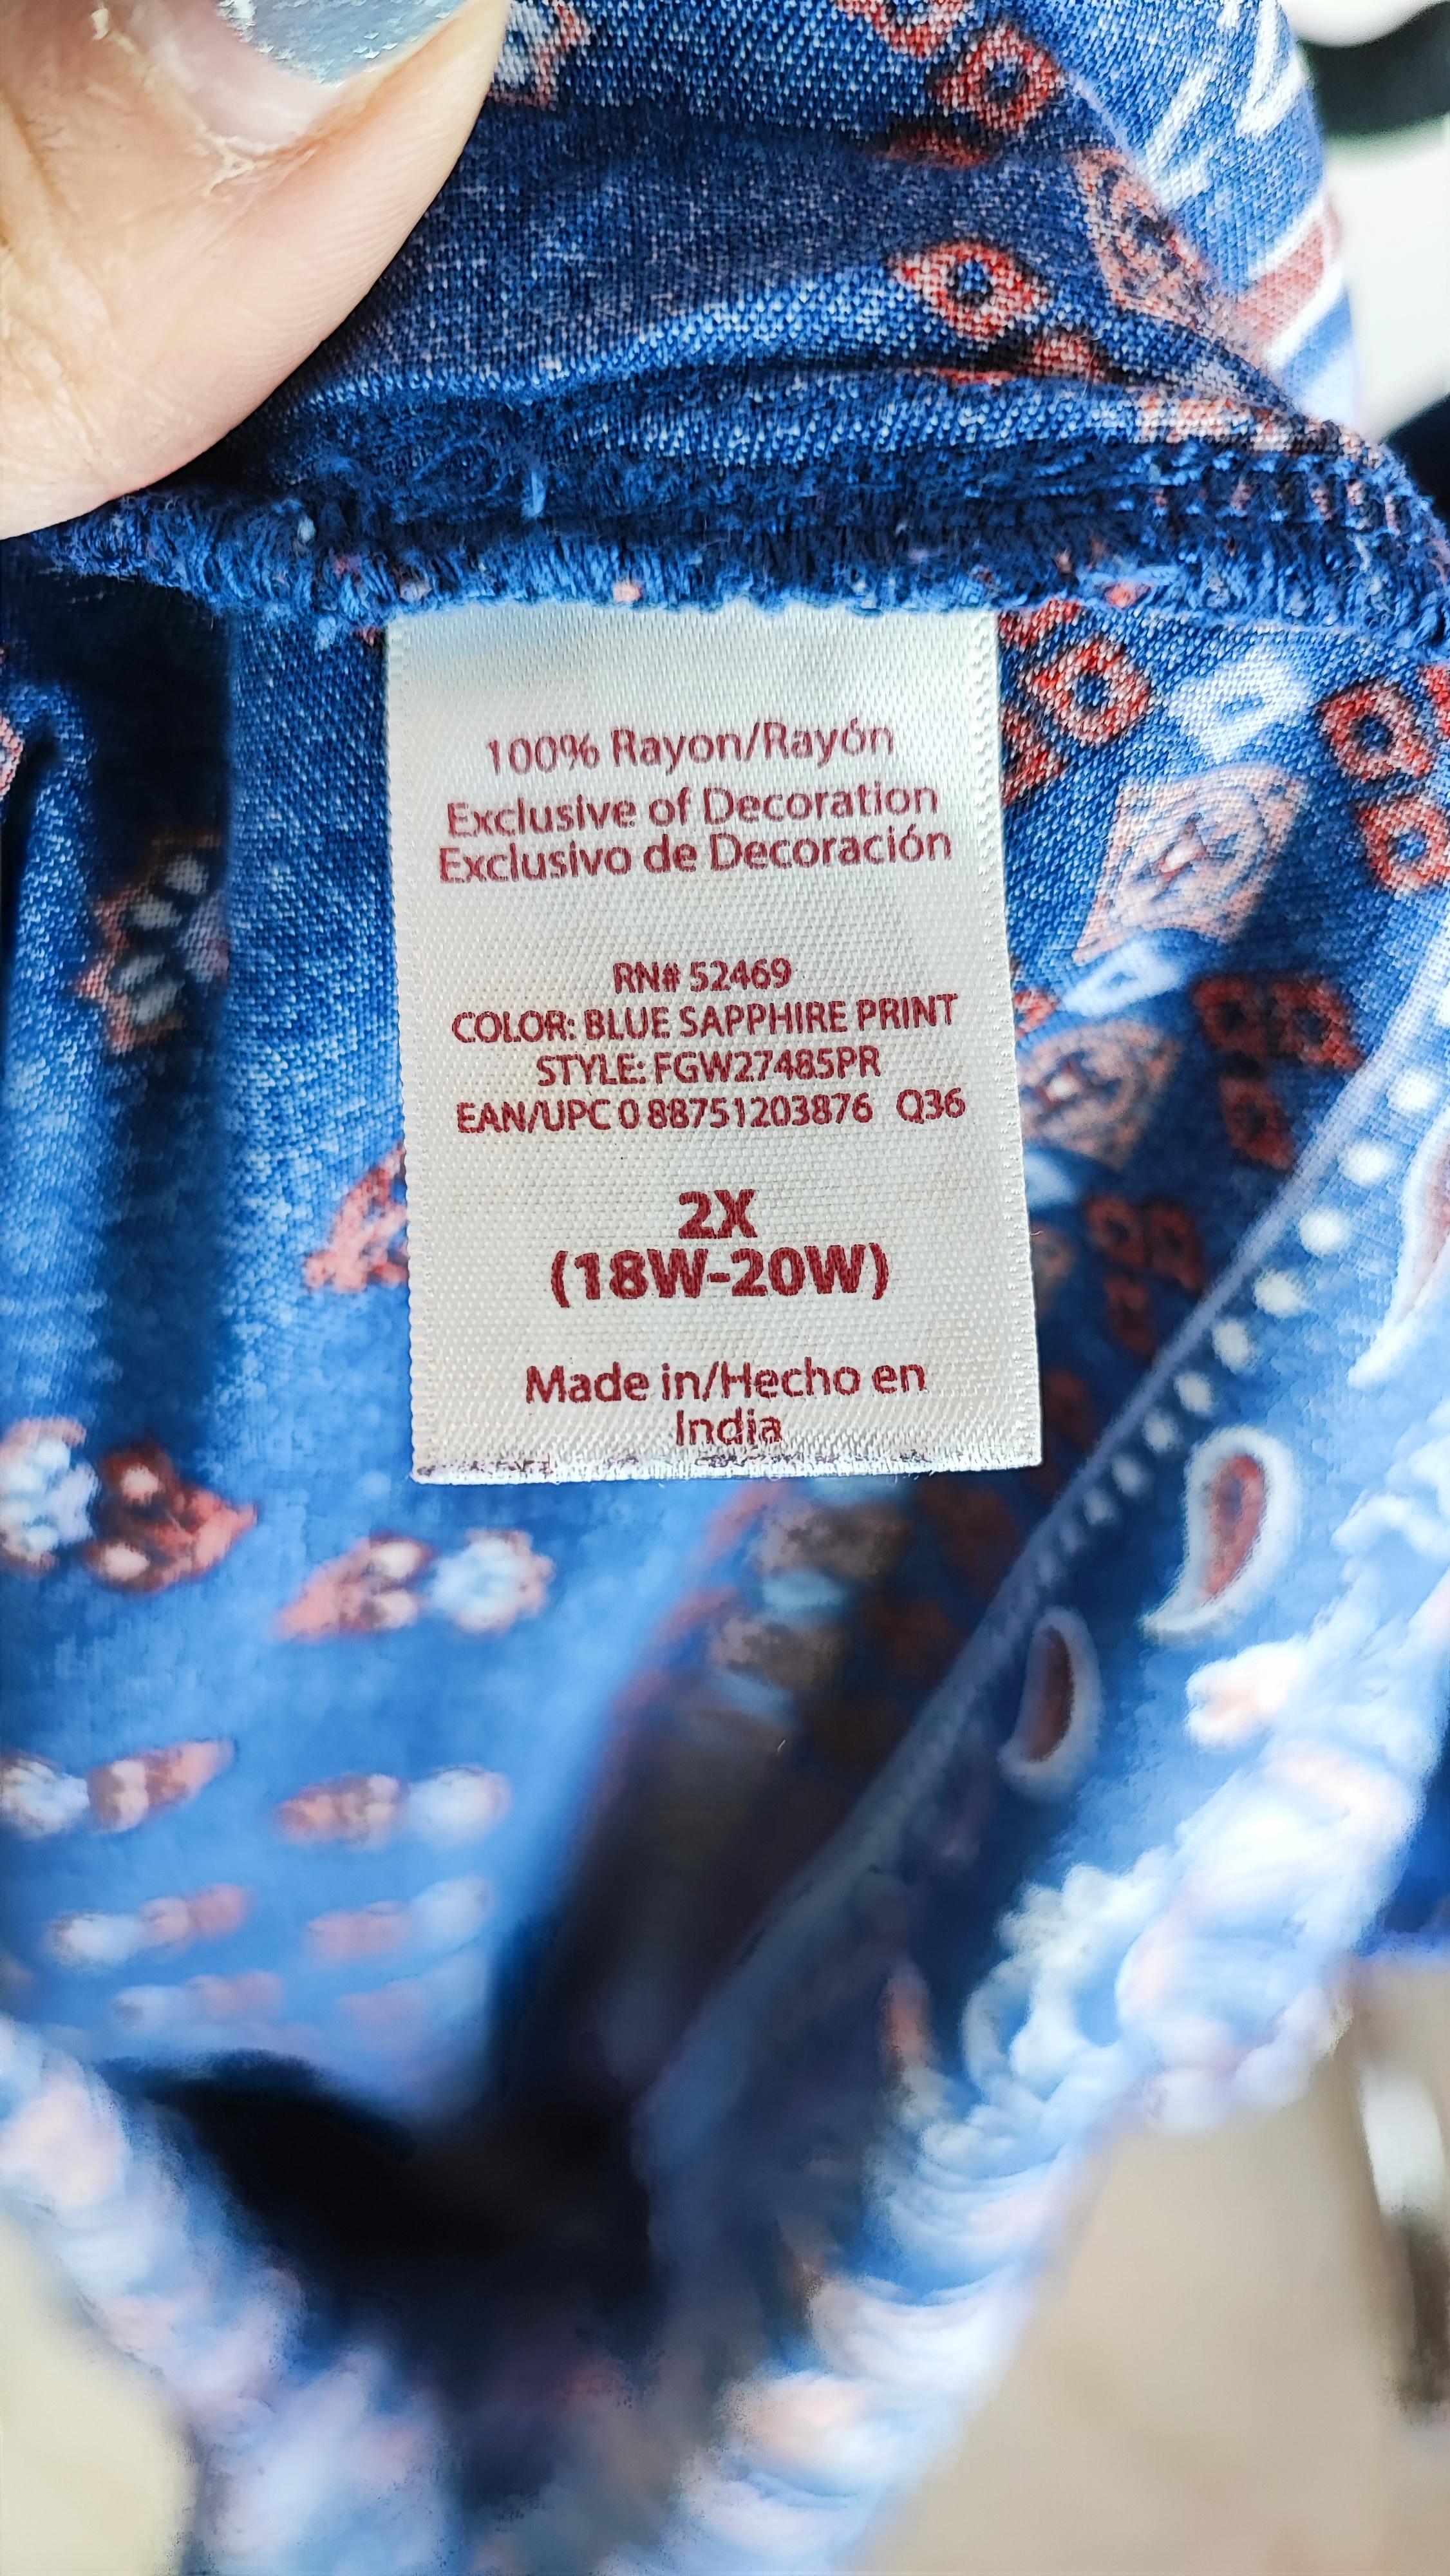 100% Rayon/Rayón
Exclusive of Decoration
Exclusivo de Decoración
RN# 52469
COLOR: BLUE SAPPHIRE PRINT
STYLE: FGW27485PR
EAN/UPC 0 88751203876 Q36
2X
(18W-20W)
Made in/Hecho en
India